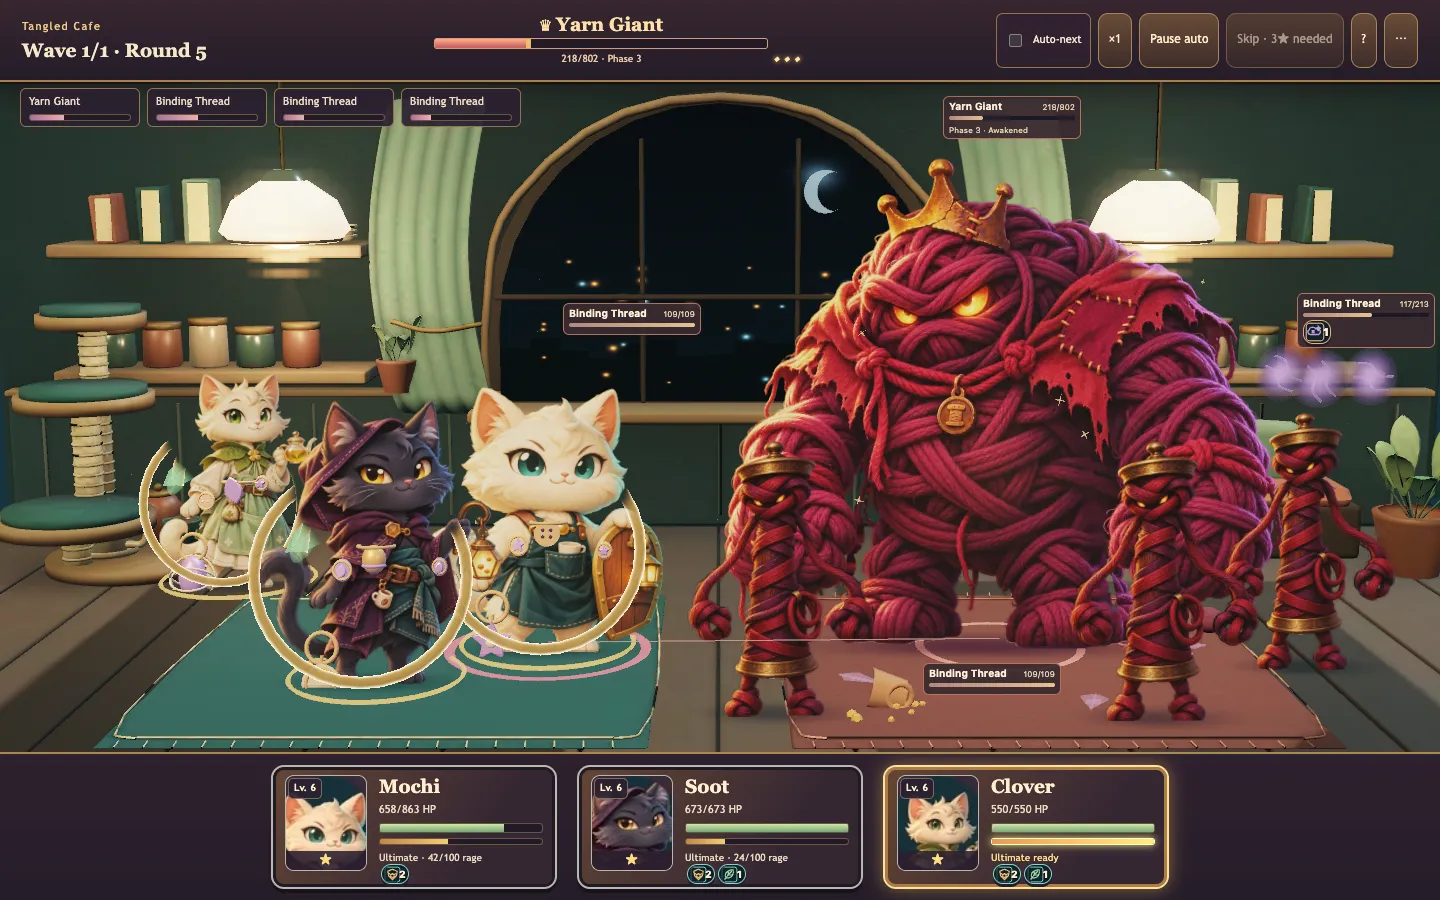 Tangled Cafe
Wave 1/1 · Round 5
Yarn Giant
218/802 · Phase 3
Auto-next
×1
Pause auto
Skip · 3★ needed
?
...
Yarn Giant
Binding Thread
Binding Thread
Binding Thread
Yarn Giant 218/802
Phase 3 · Awakened
Binding Thread 109/109
Binding Thread 117/213
1
Binding Thread 109/109
Lv. 6
Mochi
658/863 HP
Ultimate · 42/100 rage
2
Lv. 6
Soot
673/673 HP
Ultimate · 24/100 rage
2 1
Lv. 6
Clover
550/550 HP
Ultimate ready
2 1